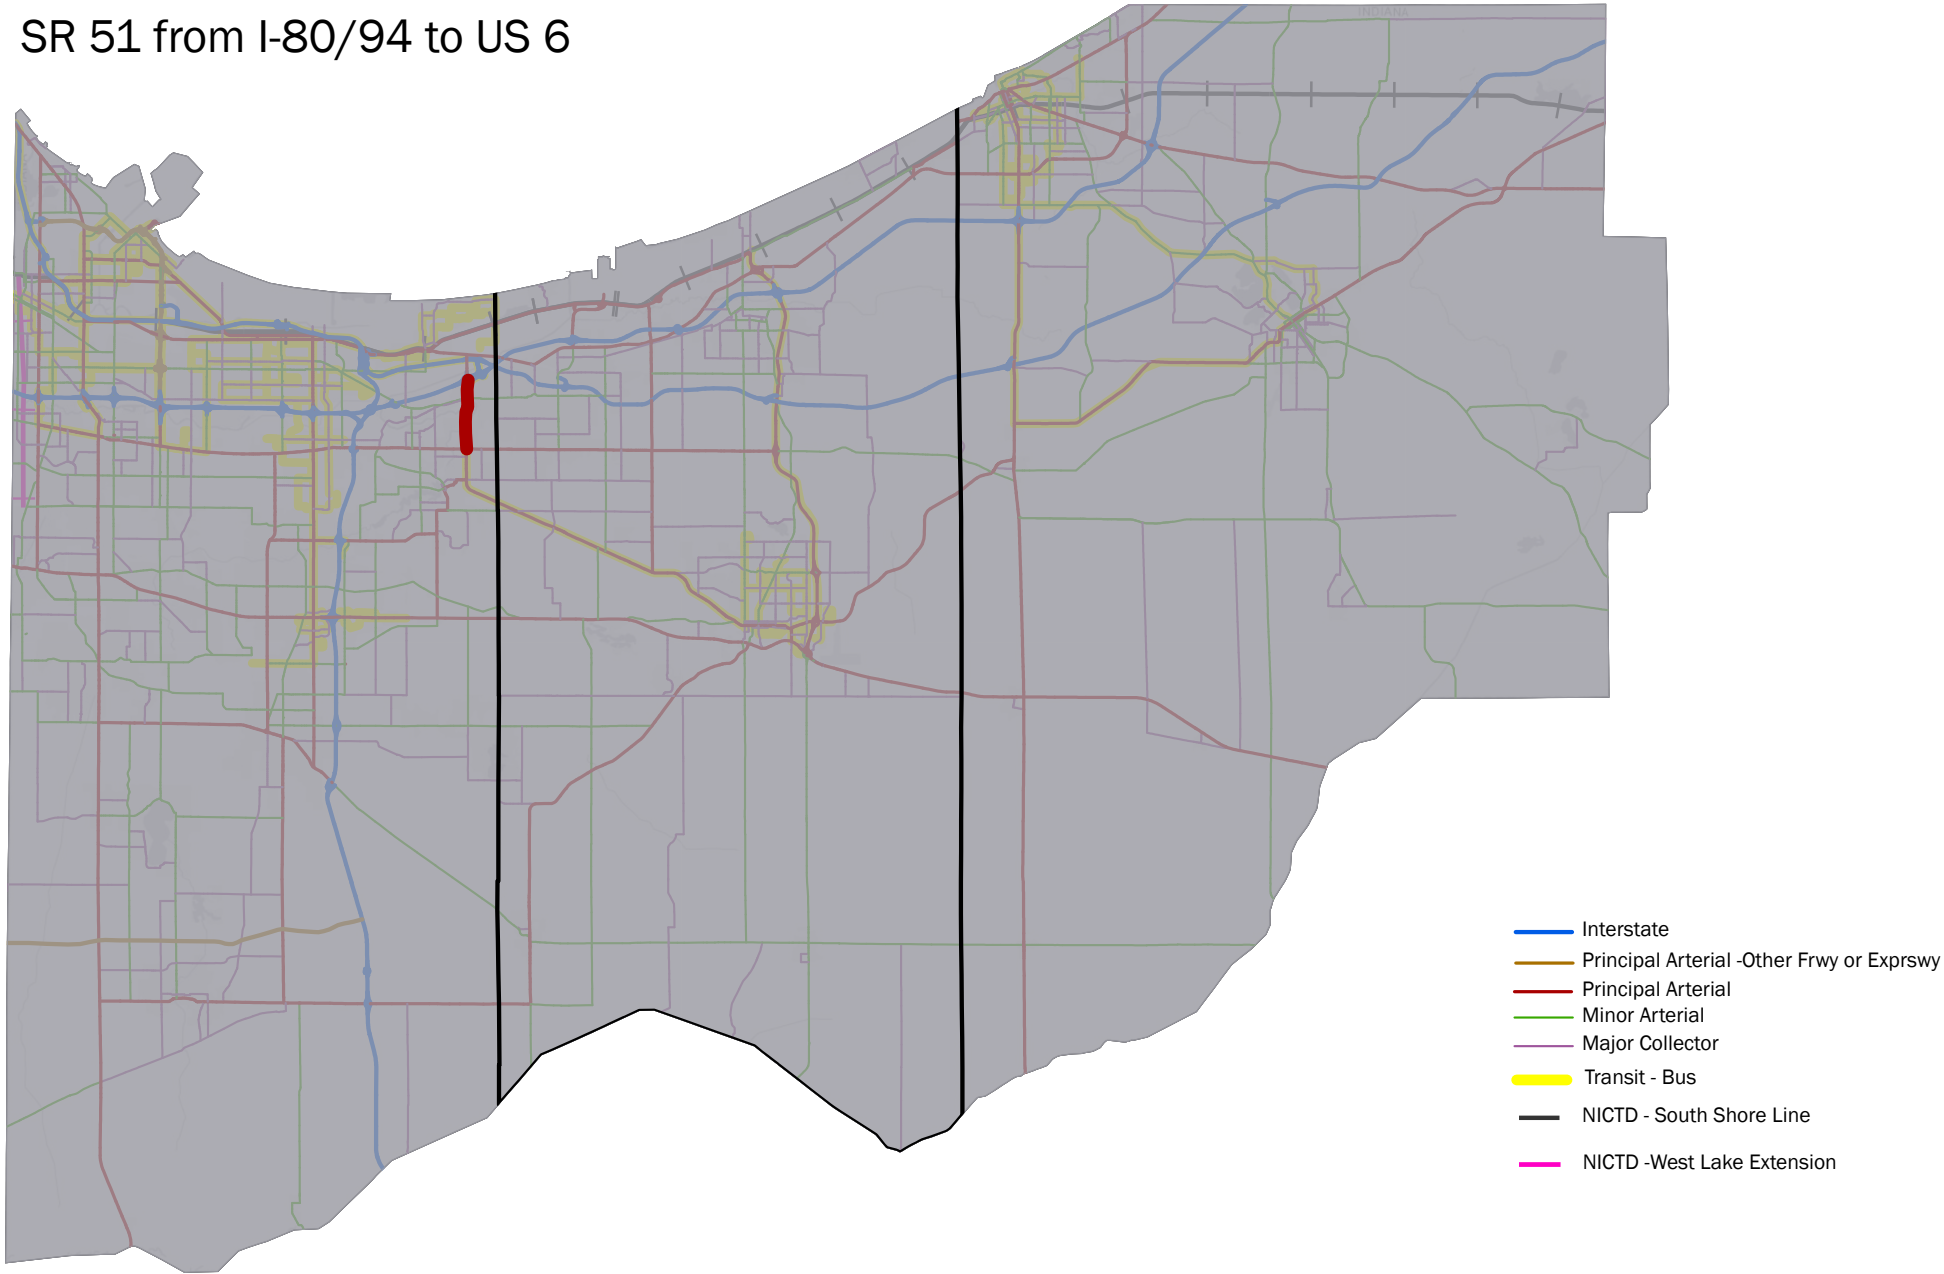 SR 51 from I-80/94 to US 6
INDIANA
Interstate
Principal Arterial -Other Frwy or Exprswy
Principal Arterial
Minor Arterial
Major Collector
Transit - Bus
NICTD - South Shore Line
NICTD -West Lake Extension